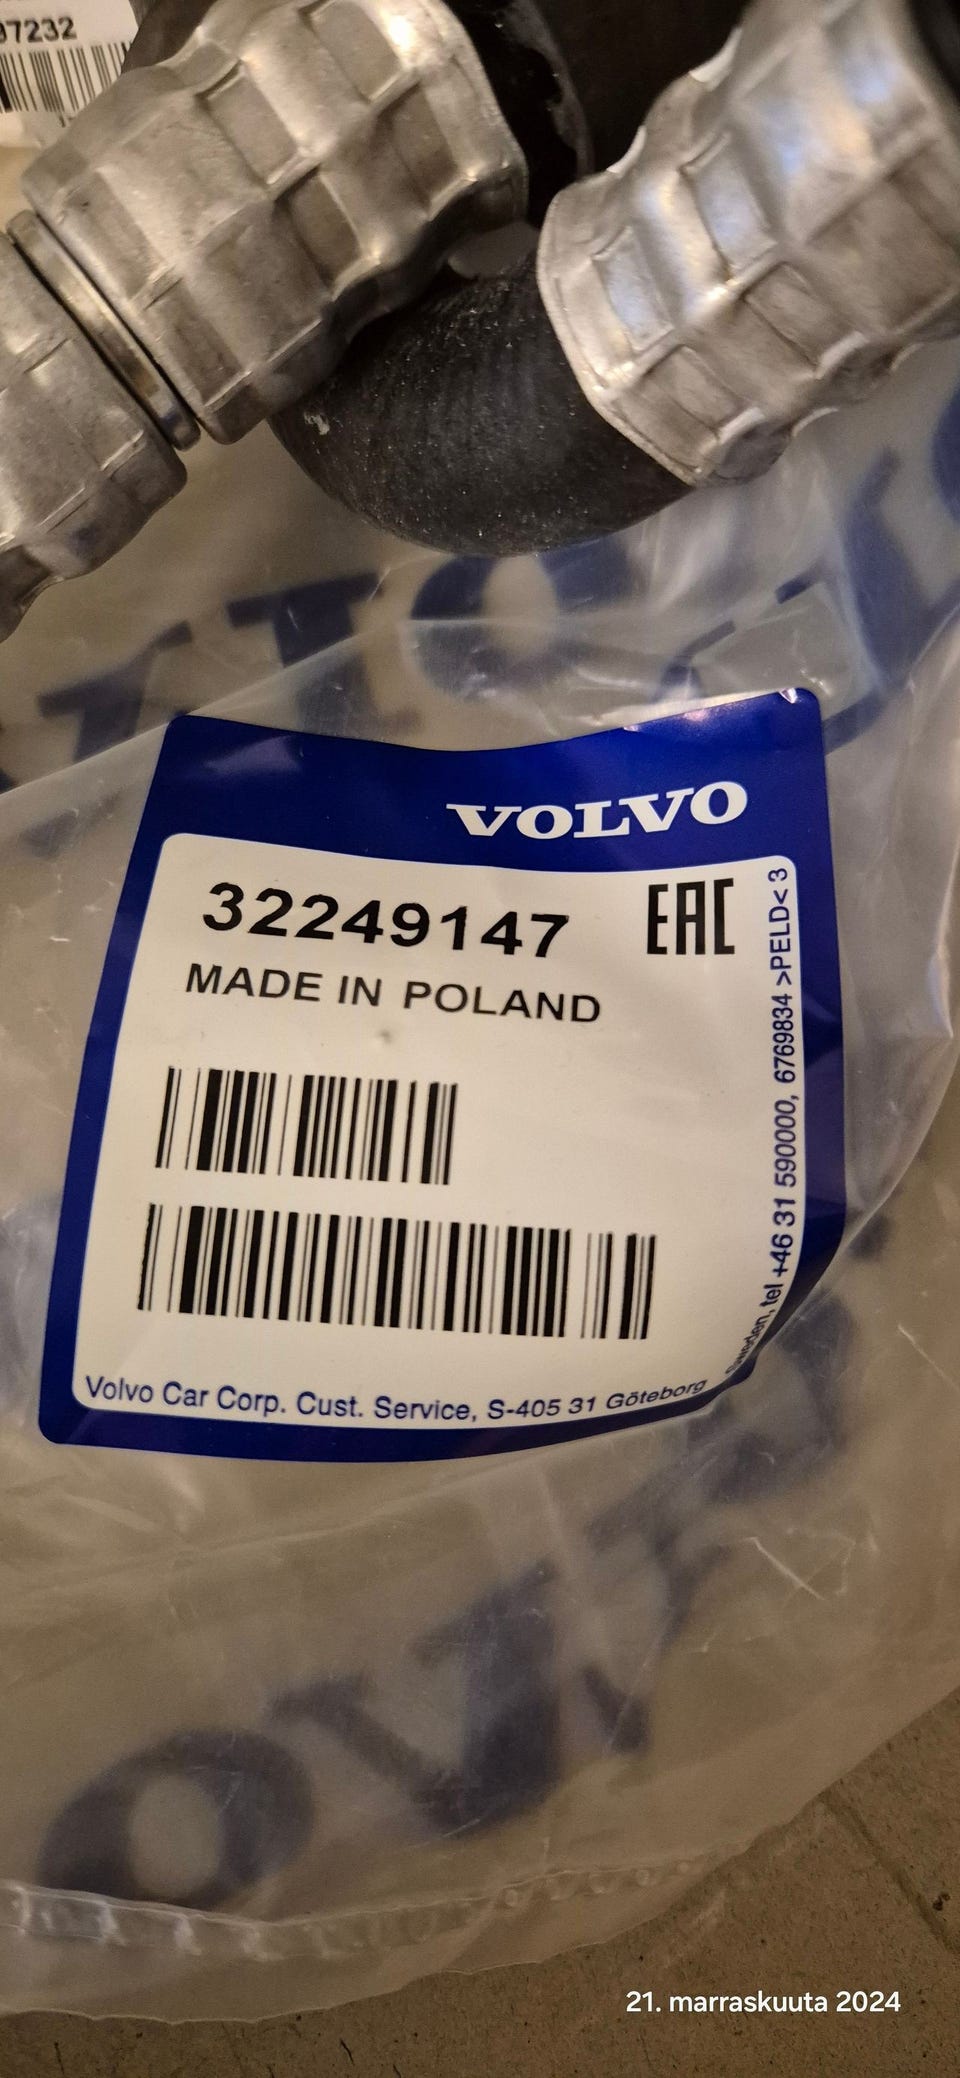 37232
VOLVO
32249147
EAC
MADE IN POLAND
Volvo Car Corp. Cust. Service, S-405 31 Göteborg
Sweden, tel +46 31 590000, 6769834 >PELD< 3
21. marraskuuta 2024